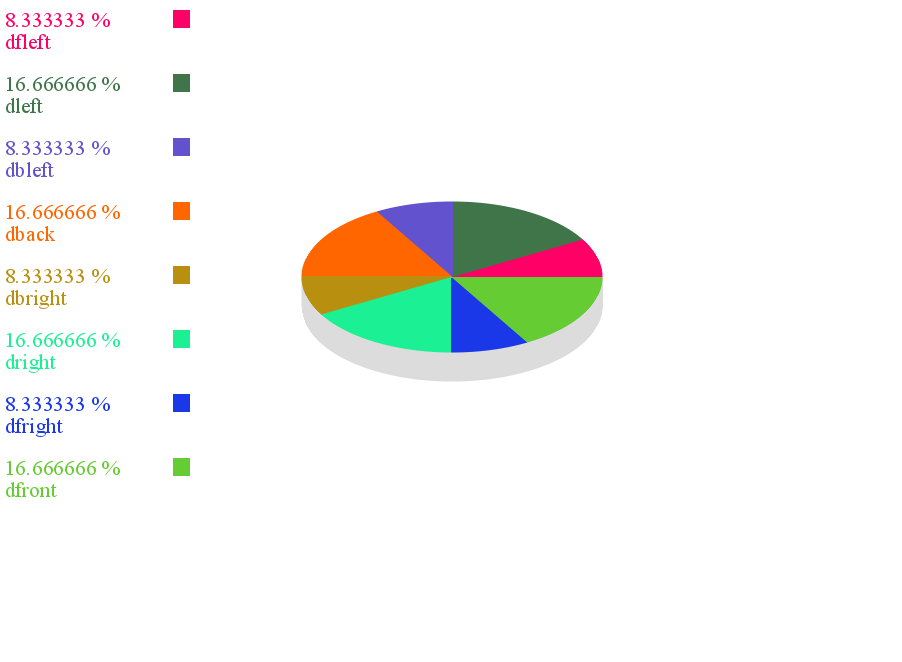 8.333333 %
dfleft
16.666666 %
dleft
8.333333 %
dbleft
16.666666 %
dback
8.333333 %
dbright
16.666666 %
dright
8.333333 %
dfright
16.666666 %
dfront